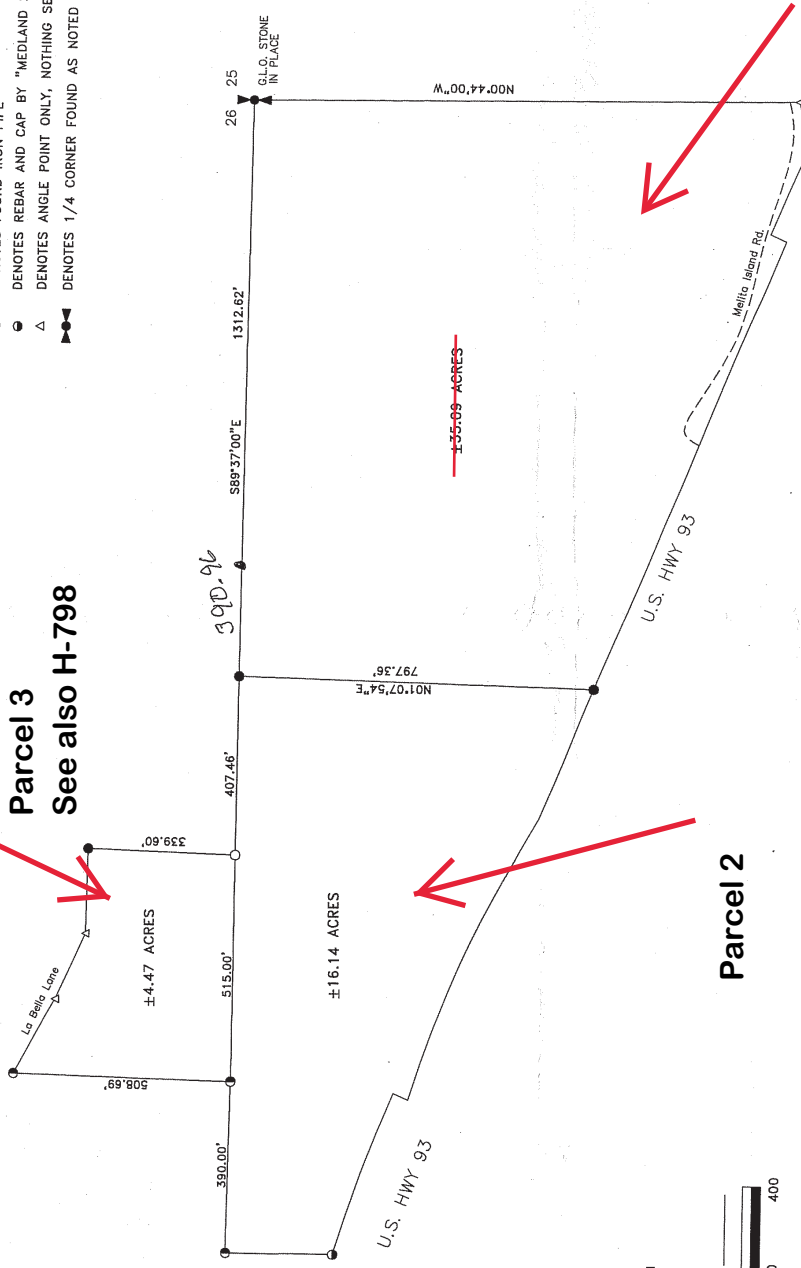 DENOTES REBAR AND CAP BY "MEDLAND
DENOTES ANGLE POINT ONLY, NOTHING SE
DENOTES 1/4 CORNER FOUND AS NOTED
Parcel 3
See also H-798
La Bella Lane
±4.47 ACRES
508.69'
339.60'
390.00'
515.00'
407.46'
390.96
S89°37'00"E
1312.62'
26
25
G.L.O. STONE
IN PLACE
N00°44'00"W
±16.14 ACRES
N01°07'54"E
797.36'
±35.09 ACRES
Melita Island Rd.
U.S. HWY 93
U.S. HWY 93
Parcel 2
400